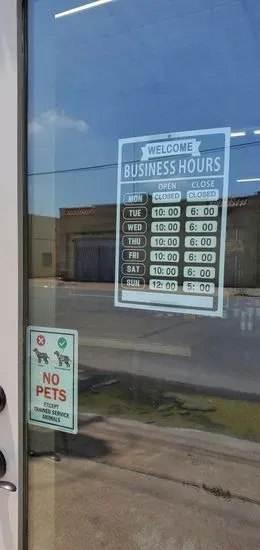 WELCOME
BUSINESS HOURS
OPEN CLOSE
MON CLOSED CLOSED
TUE 10:00 6:00
WED 10:00 6:00
THU 10:00 6:00
FRI 10:00 6:00
SAT 10:00 6:00
SUN 12:00 5:00
NO
PETS
EXCEPT
TRAINED SERVICE
ANIMALS